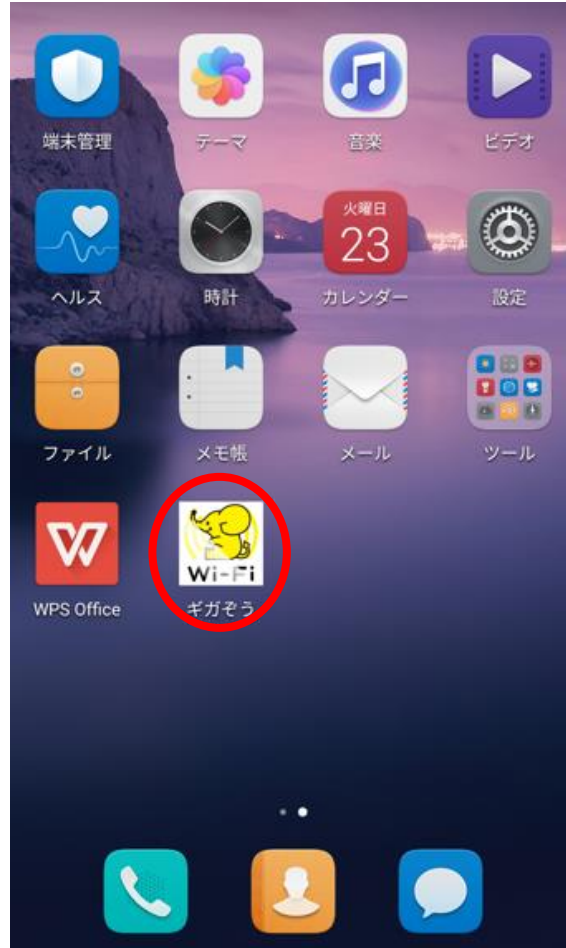 端末管理
テーマ
音楽
ビデオ
火曜日
23
ヘルス
時計
カレンダー
設定
ファイル
メモ帳
メール
ツール
Wi-Fi
WPS Office
ギガぞう